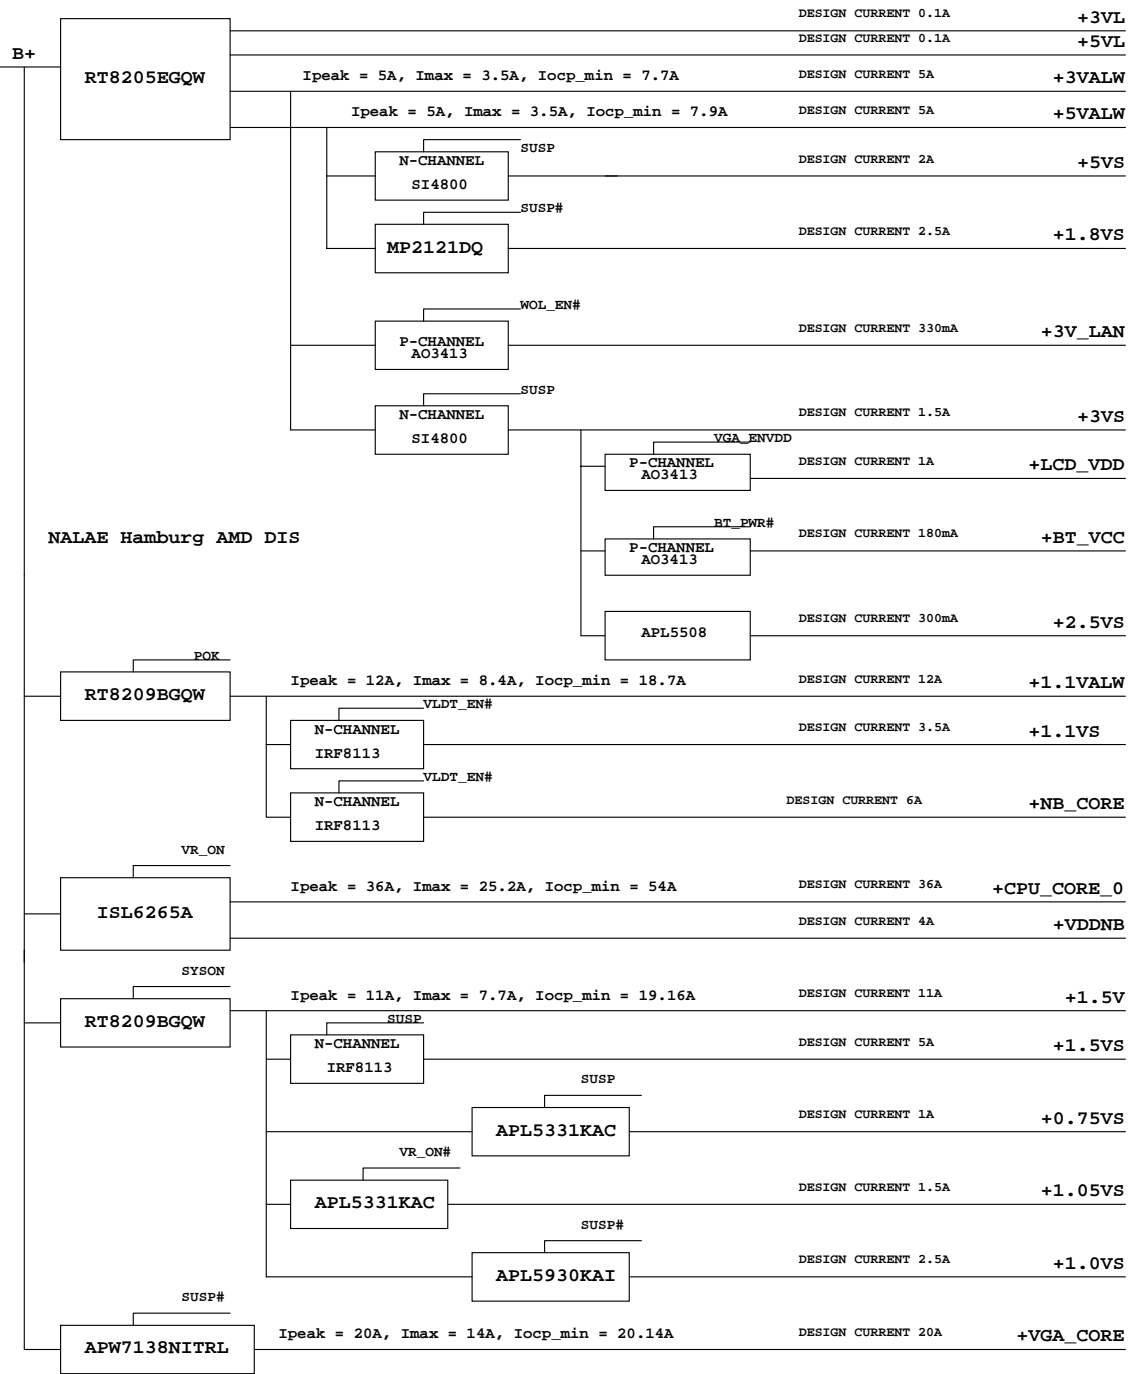 DESIGN CURRENT 0.1A +3VL
B+
DESIGN CURRENT 0.1A +5VL
RT8205EGQW
Ipeak = 5A, Imax = 3.5A, Iocp_min = 7.7A DESIGN CURRENT 5A +3VALW
Ipeak = 5A, Imax = 3.5A, Iocp_min = 7.9A DESIGN CURRENT 5A +5VALW
SUSP
N-CHANNEL
SI4800
DESIGN CURRENT 2A +5VS
SUSP#
MP2121DQ
DESIGN CURRENT 2.5A +1.8VS
WOL_EN#
P-CHANNEL
AO3413
DESIGN CURRENT 330mA +3V_LAN
SUSP
N-CHANNEL
SI4800
DESIGN CURRENT 1.5A +3VS
VGA_ENVDD
P-CHANNEL
AO3413
DESIGN CURRENT 1A +LCD_VDD
NALAE Hamburg AMD DIS
BT_PWR#
P-CHANNEL
AO3413
DESIGN CURRENT 180mA +BT_VCC
APL5508
DESIGN CURRENT 300mA +2.5VS
POK
RT8209BGQW
Ipeak = 12A, Imax = 8.4A, Iocp_min = 18.7A DESIGN CURRENT 12A +1.1VALW
VLDT_EN#
N-CHANNEL
IRF8113
DESIGN CURRENT 3.5A +1.1VS
VLDT_EN#
N-CHANNEL
IRF8113
DESIGN CURRENT 6A +NB_CORE
VR_ON
ISL6265A
Ipeak = 36A, Imax = 25.2A, Iocp_min = 54A DESIGN CURRENT 36A +CPU_CORE_0
DESIGN CURRENT 4A +VDDNB
SYSON
RT8209BGQW
Ipeak = 11A, Imax = 7.7A, Iocp_min = 19.16A DESIGN CURRENT 11A +1.5V
SUSP
N-CHANNEL
IRF8113
DESIGN CURRENT 5A +1.5VS
SUSP
APL5331KAC
DESIGN CURRENT 1A +0.75VS
VR_ON#
APL5331KAC
DESIGN CURRENT 1.5A +1.05VS
SUSP#
APL5930KAI
DESIGN CURRENT 2.5A +1.0VS
SUSP#
APW7138NITRL
Ipeak = 20A, Imax = 14A, Iocp_min = 20.14A DESIGN CURRENT 20A +VGA_CORE